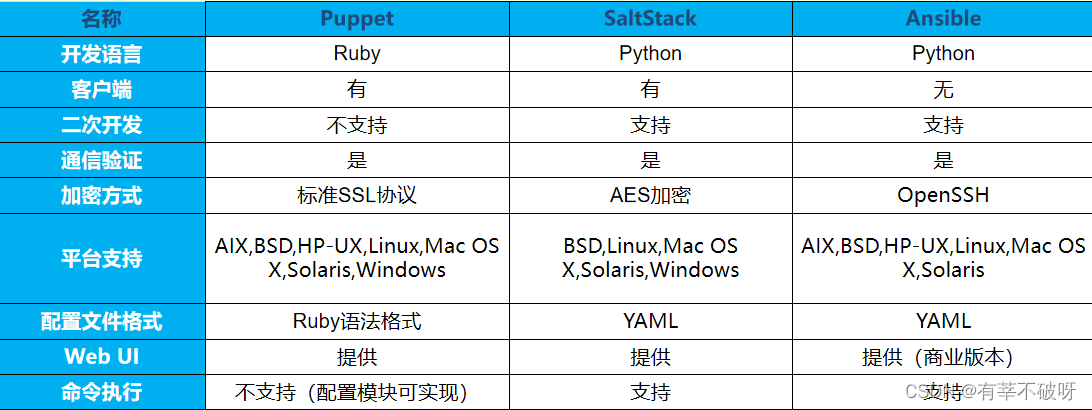 名称 Puppet SaltStack Ansible
开发语言 Ruby Python Python
客户端 有 有 无
二次开发 不支持 支持 支持
通信验证 是 是 是
加密方式 标准SSL协议 AES加密 OpenSSH
平台支持 AIX,BSD,HP-UX,Linux,Mac OS X,Solaris,Windows BSD,Linux,Mac OS X,Solaris,Windows AIX,BSD,HP-UX,Linux,Mac OS X,Solaris
配置文件格式 Ruby语法格式 YAML YAML
Web UI 提供 提供 提供（商业版本）
命令执行 不支持（配置模块可实现） 支持 支持
CSDN @有莘不破呀